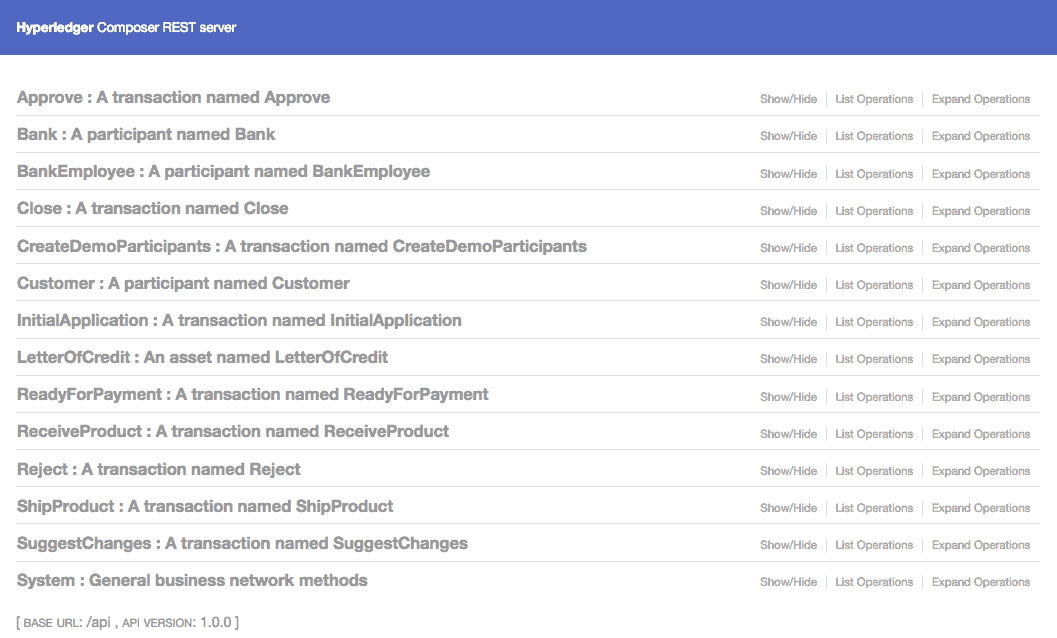 Hyperledger Composer REST server
Approve : A transaction named Approve Show/Hide List Operations Expand Operations
Bank : A participant named Bank Show/Hide List Operations Expand Operations
BankEmployee : A participant named BankEmployee Show/Hide List Operations Expand Operations
Close : A transaction named Close Show/Hide List Operations Expand Operations
CreateDemoParticipants : A transaction named CreateDemoParticipants Show/Hide List Operations Expand Operations
Customer : A participant named Customer Show/Hide List Operations Expand Operations
InitialApplication : A transaction named InitialApplication Show/Hide List Operations Expand Operations
LetterOfCredit : An asset named LetterOfCredit Show/Hide List Operations Expand Operations
ReadyForPayment : A transaction named ReadyForPayment Show/Hide List Operations Expand Operations
ReceiveProduct : A transaction named ReceiveProduct Show/Hide List Operations Expand Operations
Reject : A transaction named Reject Show/Hide List Operations Expand Operations
ShipProduct : A transaction named ShipProduct Show/Hide List Operations Expand Operations
SuggestChanges : A transaction named SuggestChanges Show/Hide List Operations Expand Operations
System : General business network methods Show/Hide List Operations Expand Operations
[ BASE URL: /api , API VERSION: 1.0.0 ]